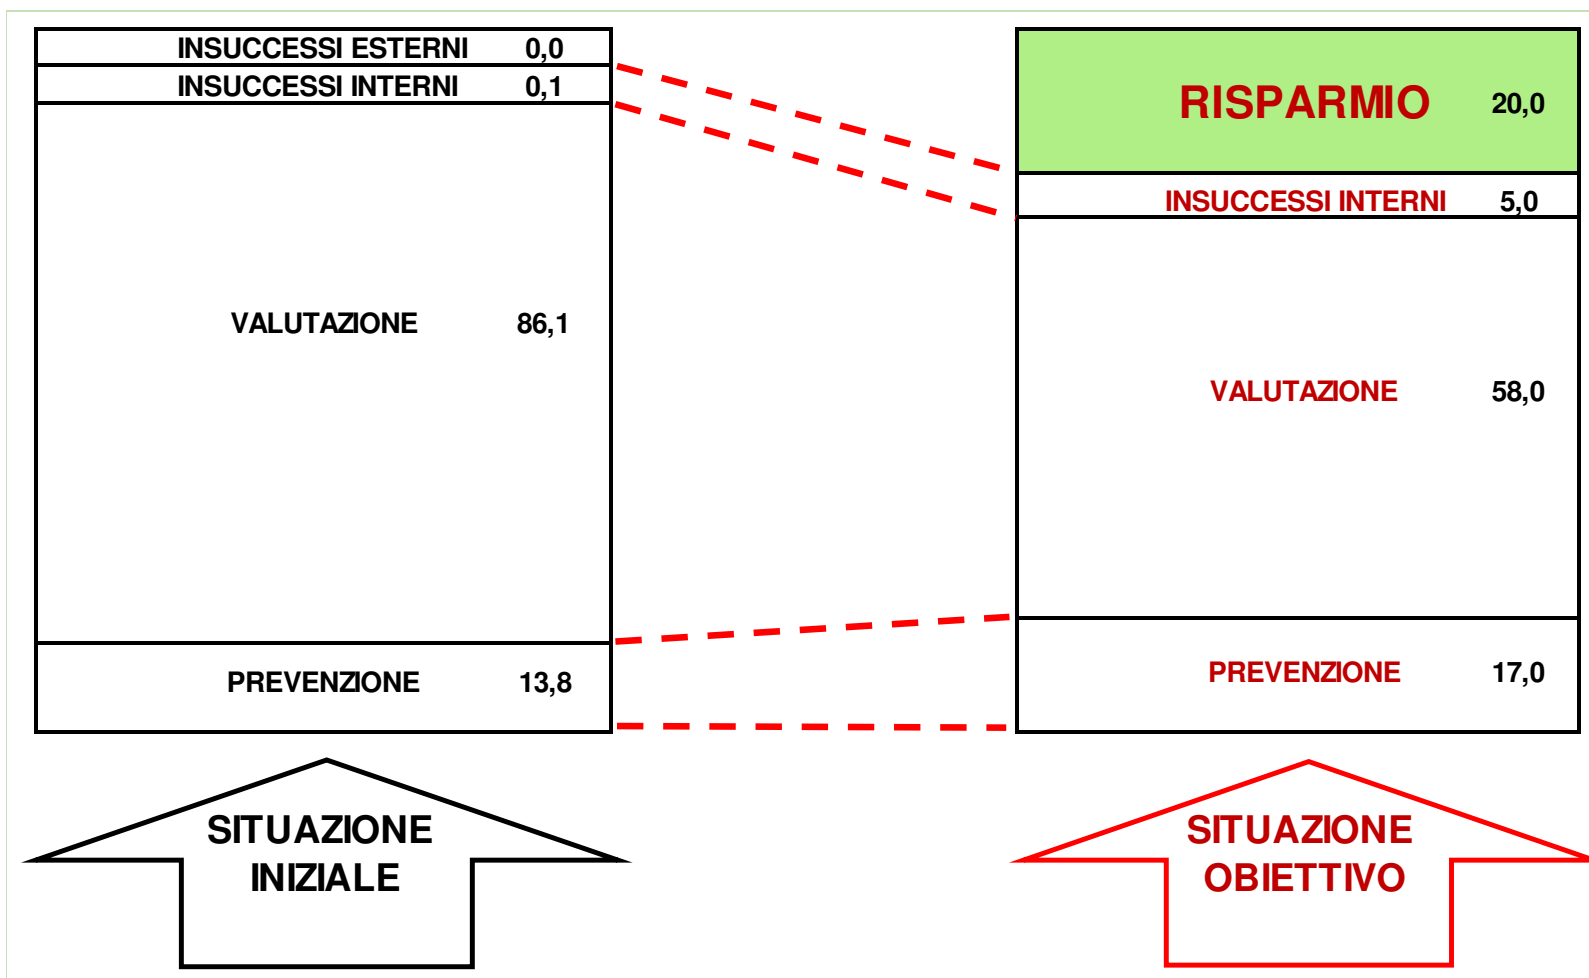 INSUCCESSI ESTERNI 0,0
INSUCCESSI INTERNI 0,1
VALUTAZIONE 86,1
PREVENZIONE 13,8
SITUAZIONE
INIZIALE
RISPARMIO 20,0
INSUCCESSI INTERNI 5,0
VALUTAZIONE 58,0
PREVENZIONE 17,0
SITUAZIONE
OBIETTIVO